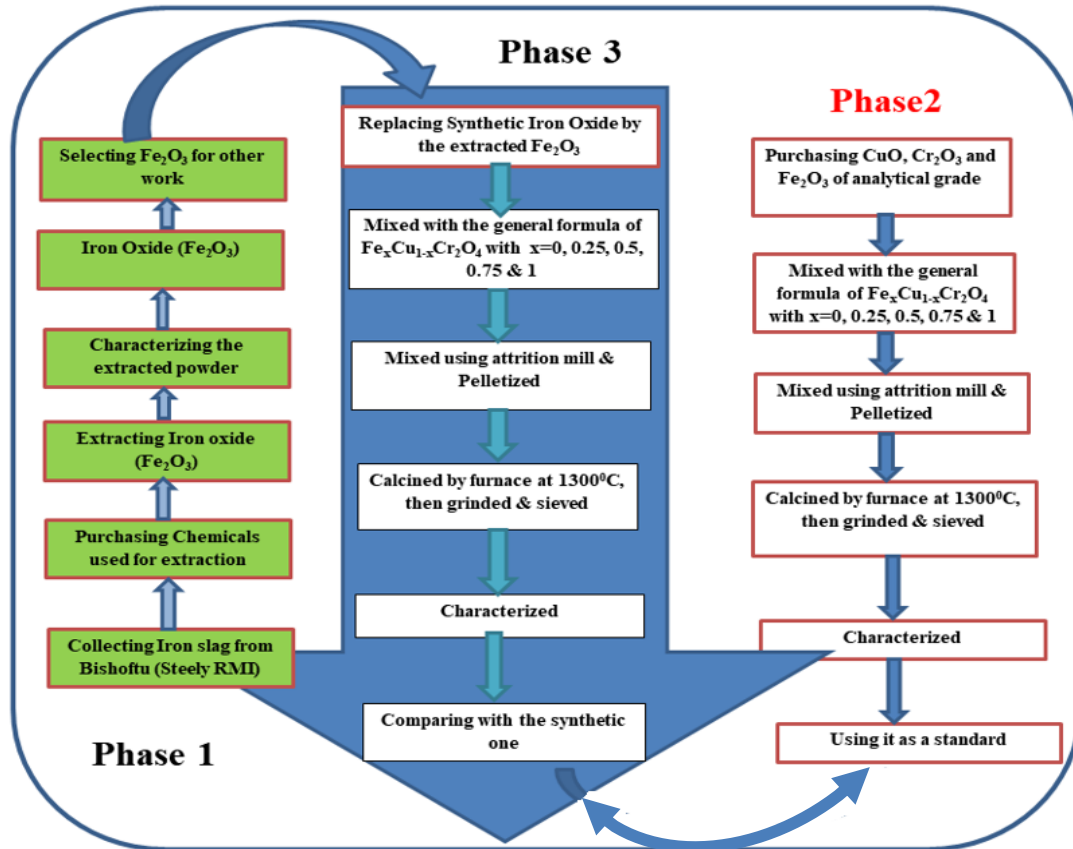 Phase 3
Phase2
Phase 1
Selecting Fe₂O₃ for other
work
Iron Oxide (Fe₂O₃)
Characterizing the
extracted powder
Extracting Iron oxide
(Fe₂O₃)
Purchasing Chemicals
used for extraction
Collecting Iron slag from
Bishoftu (Steely RMI)
Replacing Synthetic Iron Oxide by
the extracted Fe₂O₃
Mixed with the general formula of
FeₓCu₁₋ₓCr₂O₄ with x=0, 0.25, 0.5,
0.75 & 1
Mixed using attrition mill &
Pelletized
Calcined by furnace at 1300⁰C,
then grinded & sieved
Characterized
Comparing with the synthetic
one
Purchasing CuO, Cr₂O₃ and
Fe₂O₃ of analytical grade
Mixed with the general
formula of FeₓCu₁₋ₓCr₂O₄
with x=0, 0.25, 0.5, 0.75 & 1
Mixed using attrition mill &
Pelletized
Calcined by furnace at 1300⁰C,
then grinded & sieved
Characterized
Using it as a standard